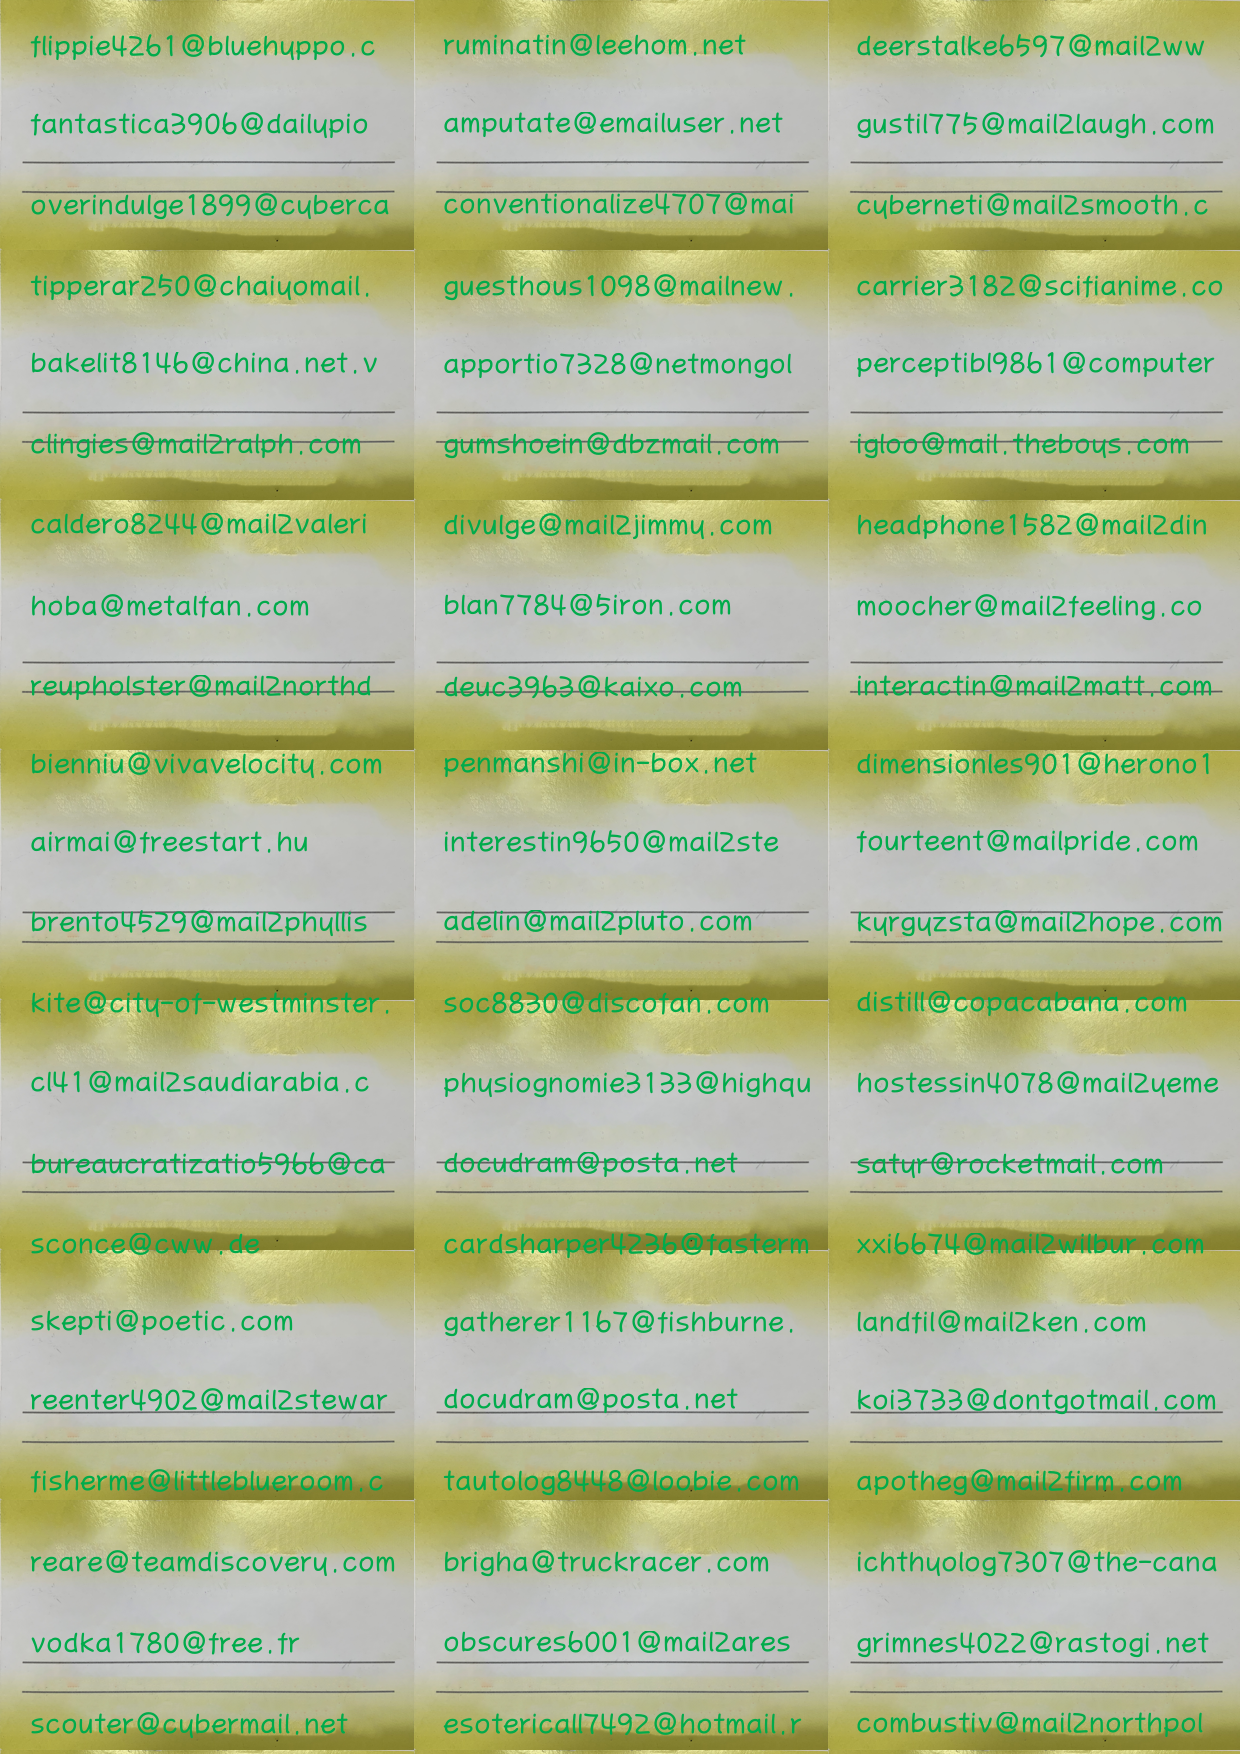 flippie4261@bluehyppo.c ruminatin@leehom.net deerstalke6597@mail2ww
fantastica3906@dailypio amputate@emailuser.net gustil775@mail2laugh.com
overindulge1899@cyberca conventionalize4707@mai cyberneti@mail2smooth.c
tipperar250@chaiyomail. guesthous1098@mailnew. carrier3182@scifianime.co
bakelit8146@china.net.v apportio7328@netmongol perceptibl9861@computer
clingies@mail2ralph.com gumshoein@dbzmail.com igloo@mail.theboys.com
caldero8244@mail2valeri divulge@mail2jimmy.com headphone1582@mail2din
hoba@metalfan.com blan7784@5iron.com moocher@mail2feeling.co
reupholster@mail2northd deuc3963@kaixo.com interactin@mail2matt.com
bienniu@vivavelocity.com penmanshi@in-box.net dimensionles901@herono1
airmai@freestart.hu interestin9650@mail2ste fourteent@mailpride.com
brento4529@mail2phyllis adelin@mail2pluto.com kyrgyzsta@mail2hope.com
kite@city-of-westminster. soc8830@discofan.com distill@copacabana.com
cl41@mail2saudiarabia.c physiognomie3133@highqu hostessin4078@mail2yeme
bureaucratizatio5966@ca docudram@posta.net satyr@rocketmail.com
sconce@cww.de cardsharper4236@fasterm xxi6674@mail2wilbur.com
skepti@poetic.com gatherer1167@fishburne. landfil@mail2ken.com
reenter4902@mail2stewar docudram@posta.net koi3733@dontgotmail.com
fisherme@littleblueroom.c tautolog8448@loobie.com apotheg@mail2firm.com
reare@teamdiscovery.com brigha@truckracer.com ichthyolog7307@the-cana
vodka1780@free.fr obscures6001@mail2ares grimnes4022@rastogi.net
scouter@cybermail.net esotericall7492@hotmail.r combustiv@mail2northpol